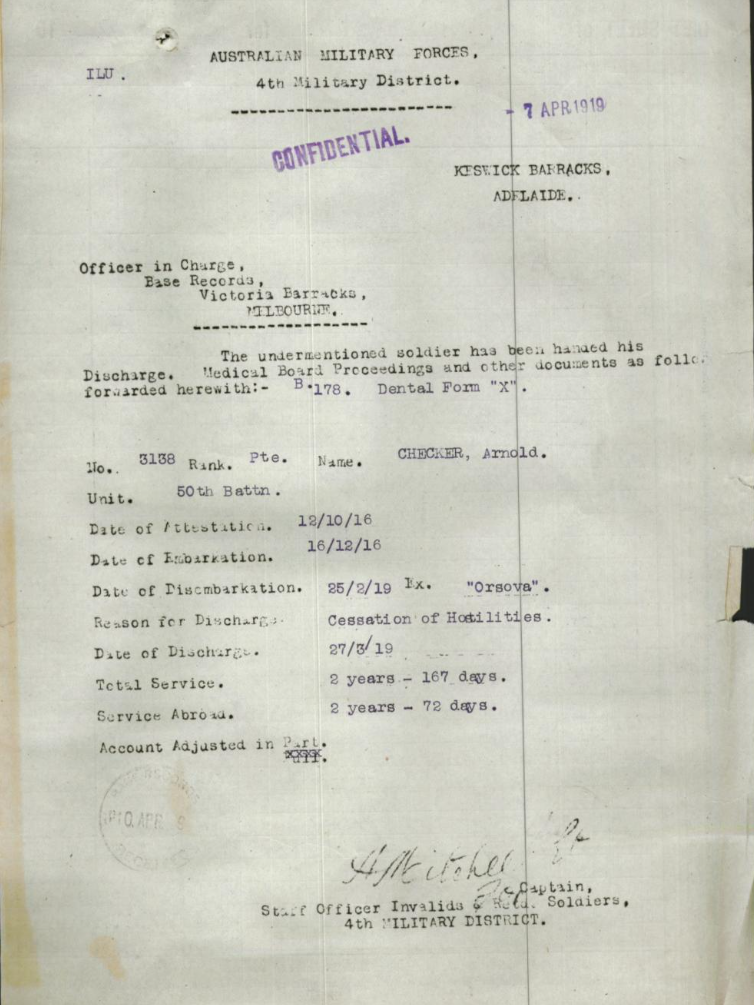 AUSTRALIAN MILITARY FORCES,
ILU.
4th Military District.
- 7 APR 1919
CONFIDENTIAL.
KESWICK BARRACKS,
ADELAIDE.
Officer in Charge,
Base Records,
Victoria Barracks,
MELBOURNE.
The undermentioned soldier has been handed his
Discharge. Medical Board Proceedings and other documents as follo
forwarded herewith:- B.178. Dental Form "X".
No. 3138 Rank. Pte. Name. CHECKER, Arnold.
Unit. 50th Battn.
Date of Attestation. 12/10/16
Date of Embarkation. 16/12/16
Date of Disembarkation. 25/2/19 Ex. "Orsova".
Reason for Discharge. Cessation of Hostilities.
Date of Discharge. 27/3/19
Total Service. 2 years - 167 days.
Service Abroad. 2 years - 72 days.
Account Adjusted in Part.
10 APR
RECEIVED
H Mitchell
Captain,
Staff Officer Invalids & Retd. Soldiers,
4th MILITARY DISTRICT.